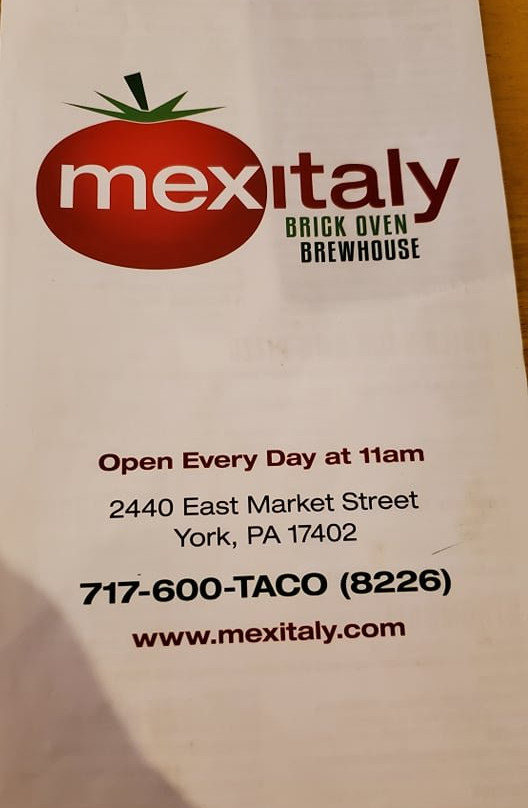 mexitaly
BRICK OVEN
BREWHOUSE
Open Every Day at 11am
2440 East Market Street
York, PA 17402
717-600-TACO (8226)
www.mexitaly.com